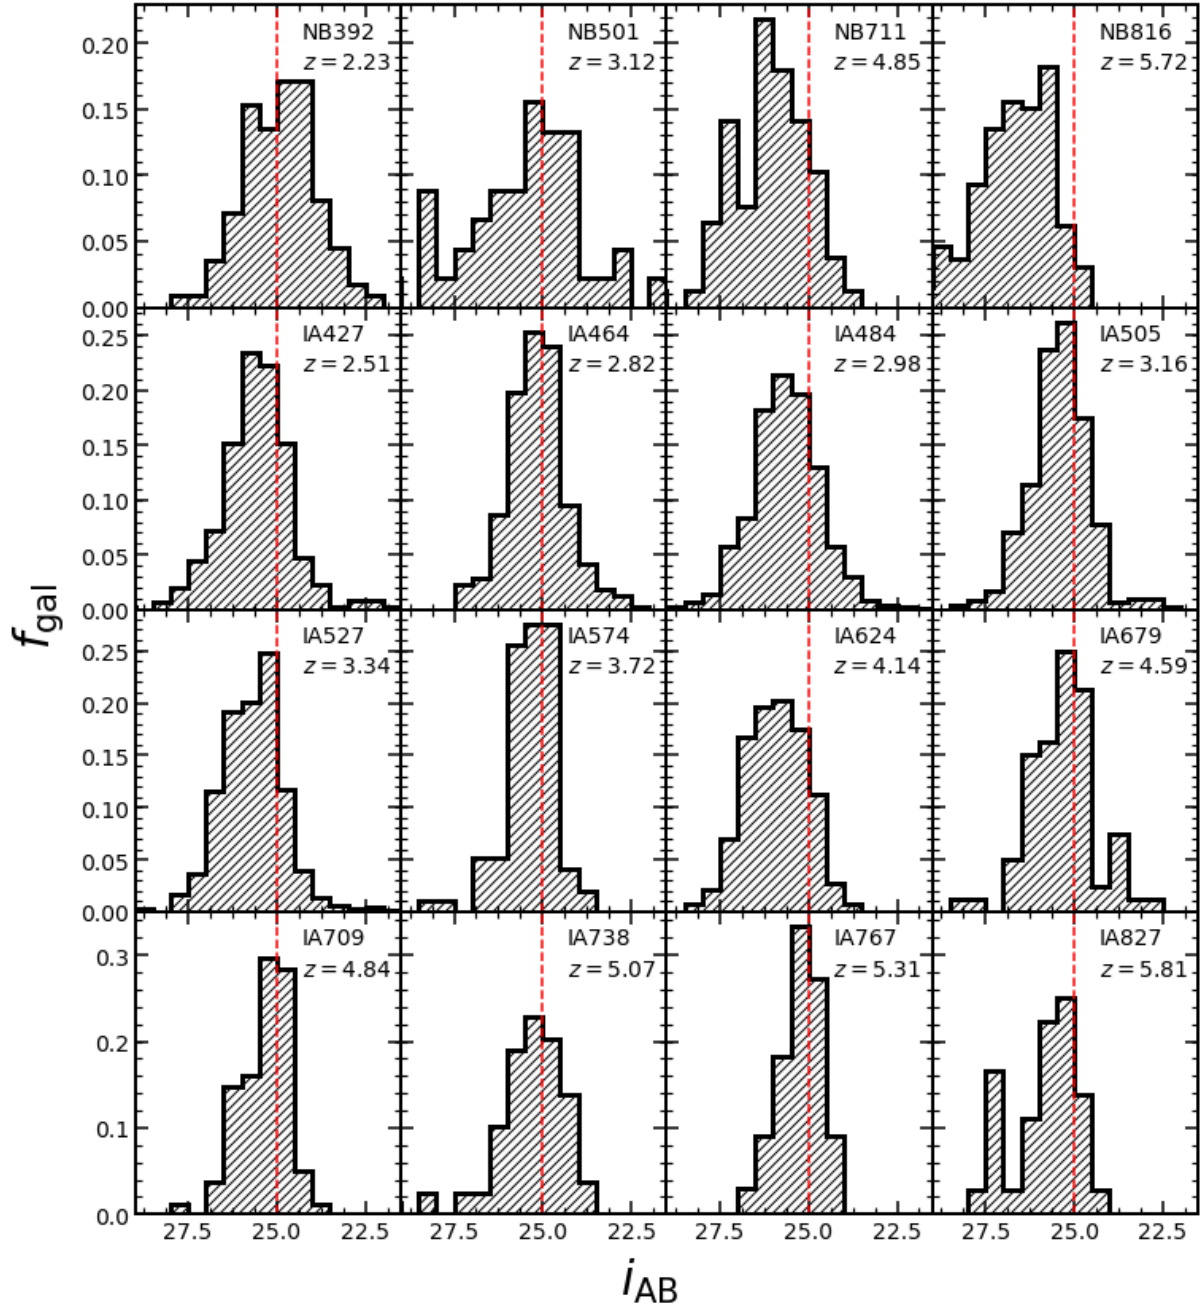 NB392 NB501 NB711 NB816
z = 2.23 z = 3.12 z = 4.85 z = 5.72
0.20
0.15
0.10
0.05
0.00
IA427 IA464 IA484 IA505
z = 2.51 z = 2.82 z = 2.98 z = 3.16
0.25
0.20
0.15
0.10
0.05
0.00
IA527 IA574 IA624 IA679
z = 3.34 z = 3.72 z = 4.14 z = 4.59
0.25
0.20
0.15
0.10
0.05
0.00
IA709 IA738 IA767 IA827
z = 4.84 z = 5.07 z = 5.31 z = 5.81
0.3
0.2
0.1
0.0
27.5 25.0 22.5 27.5 25.0 22.5 27.5 25.0 22.5 27.5 25.0 22.5
f_gal
i_AB